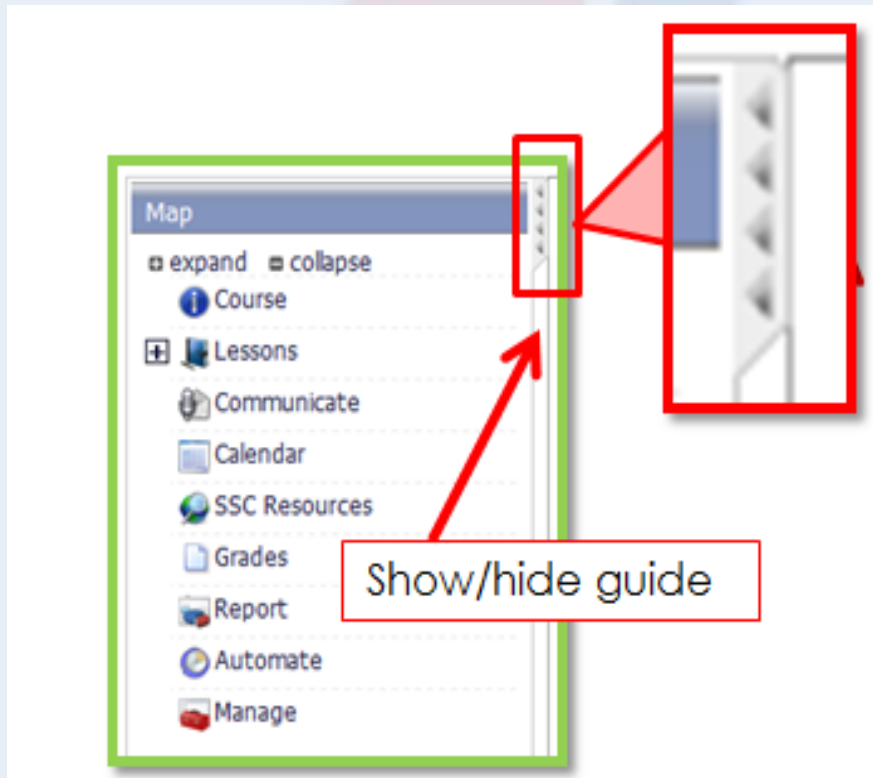 Map
expand collapse
Course
Lessons
Communicate
Calendar
SSC Resources
Grades
Show/hide guide
Report
Automate
Manage